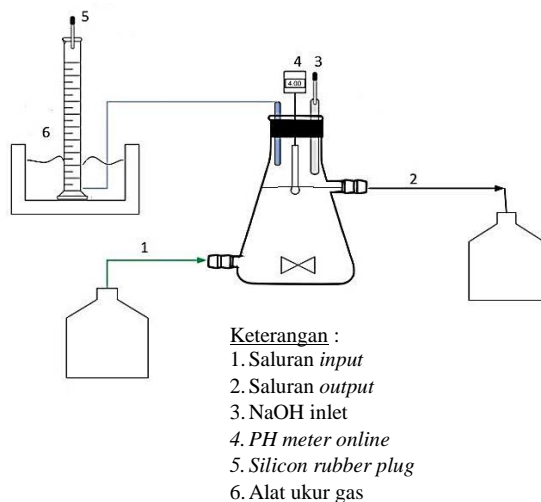 5
4
3
4.00
6
2
1
Keterangan :
1. Saluran input
2. Saluran output
3. NaOH inlet
4. PH meter online
5. Silicon rubber plug
6. Alat ukur gas